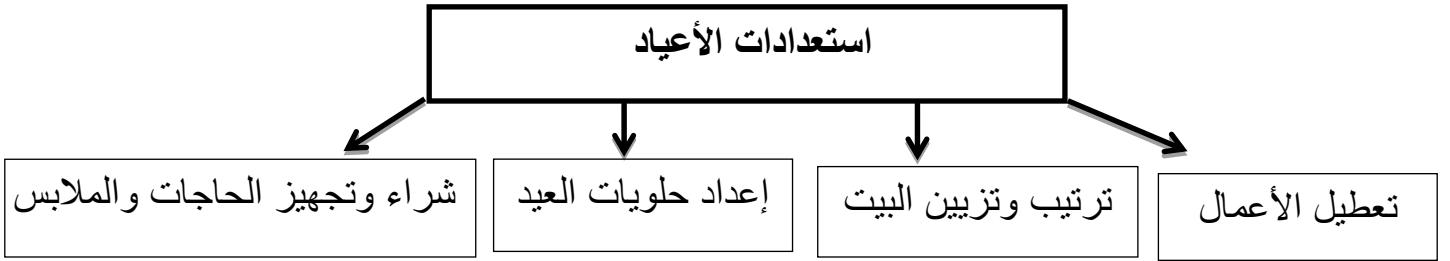 استعدادات الأعياد
تعطيل الأعمال
ترتيب وتزيين البيت
إعداد حلويات العيد
شراء وتجهيز الحاجات والملابس